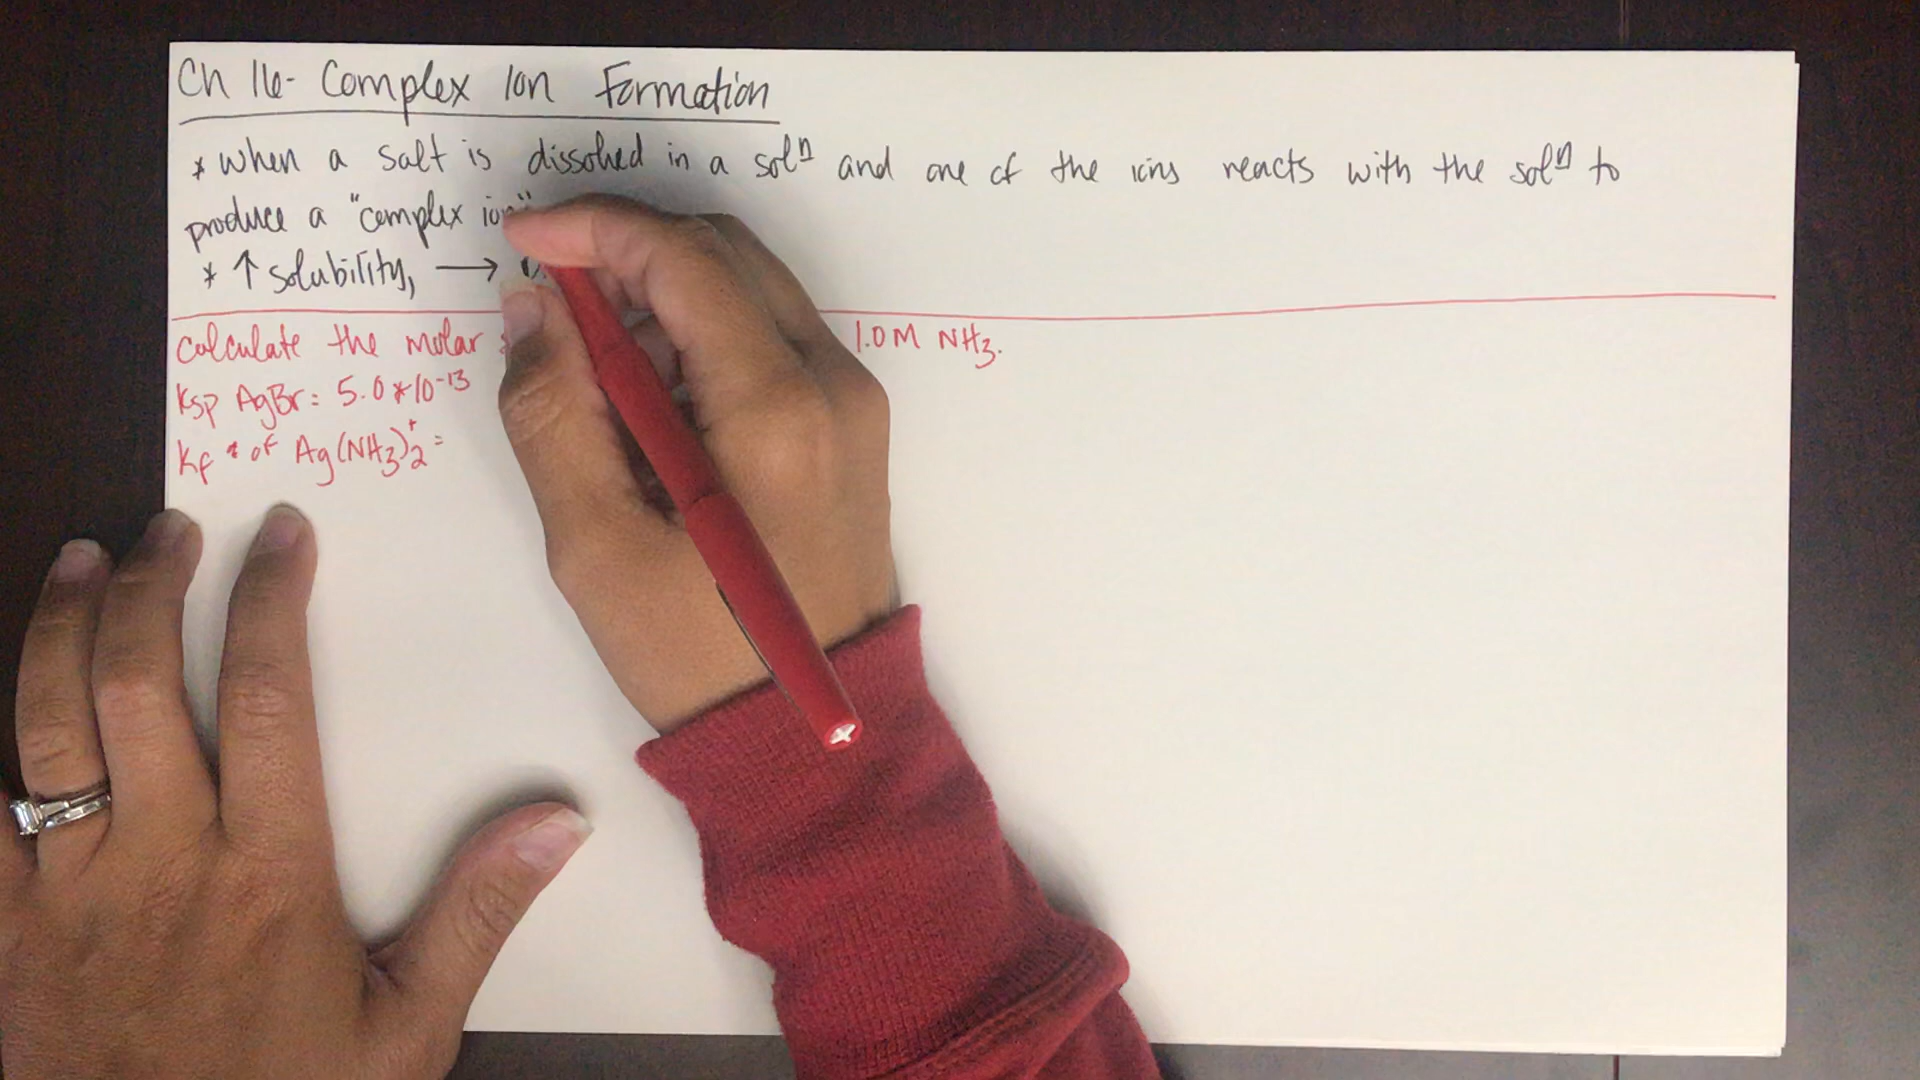 Ch 16- Complex Ion Formation
* When a salt is dissolved in a solⁿ and one of the ions reacts with the solⁿ to
produce a "complex ion"
* ↑ solubility, →
Calculate the molar 1.0 M NH₃.
Ksp AgBr = 5.0 * 10⁻¹³
Kf * of Ag(NH₃)₂⁺ =